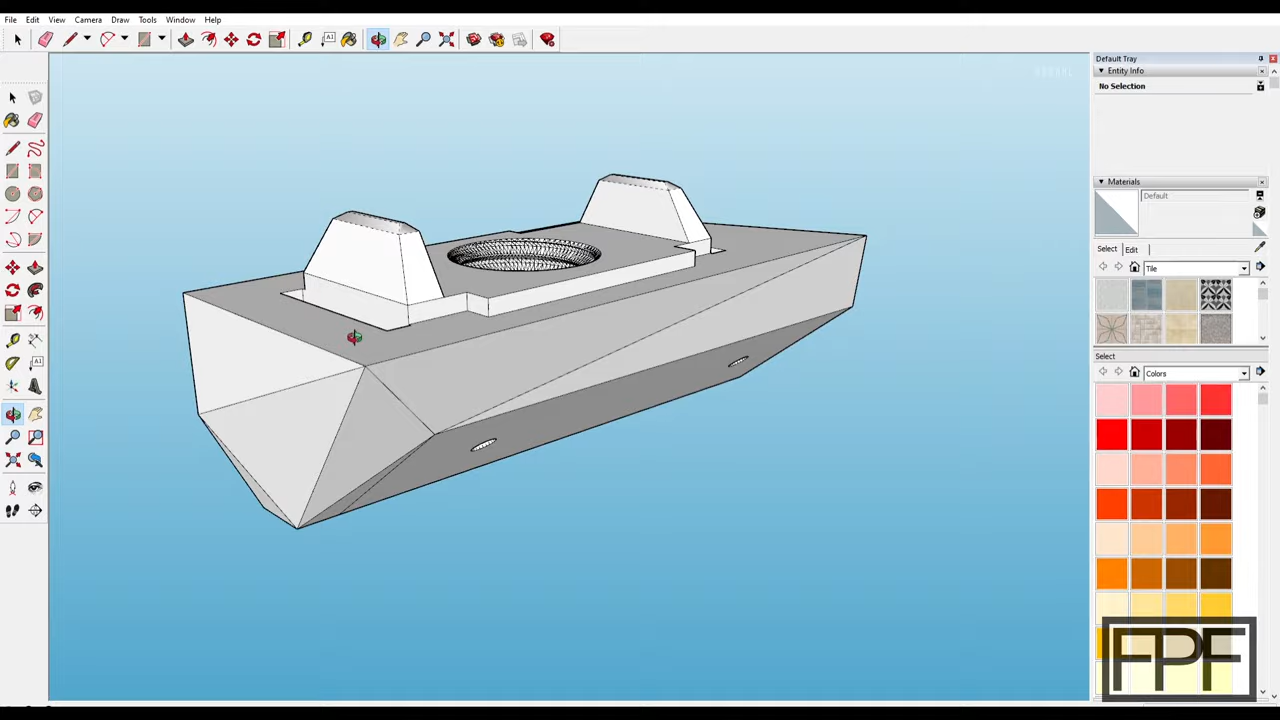 File Edit View Camera Draw Tools Window Help
Default Tray
Entity Info
No Selection
Materials
Default
Select Edit
Tile
Select
Colors
FPF